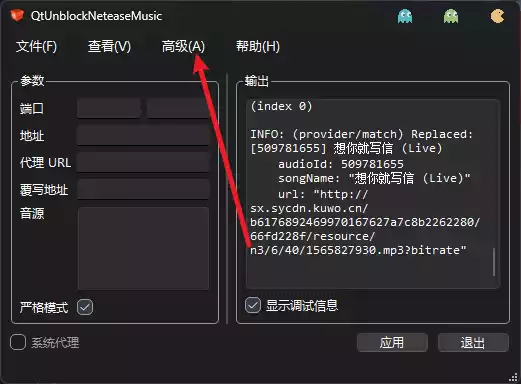 QtUnblockNeteaseMusic
文件(F) 查看(V) 高级(A) 帮助(H)
参数
端口
地址
代理 URL
覆写地址
音源
严格模式
输出
(index 0)
INFO: (provider/match) Replaced:
[509781655] 想你就写信 (Live)
audioId: 509781655
songName: "想你就写信 (Live)"
url: "http://
sx.sycdn.kuwo.cn/
b6176892469970167627a7c8b2262280/
66fd228f/resource/
n3/6/40/1565827930.mp3?bitrate"
显示调试信息
系统代理
应用 退出